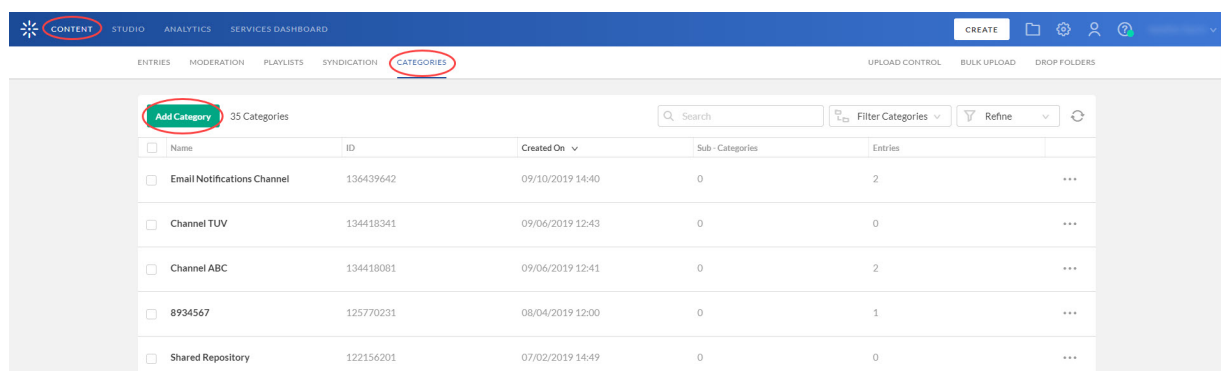 CONTENT STUDIO ANALYTICS SERVICES DASHBOARD CREATE
ENTRIES MODERATION PLAYLISTS SYNDICATION CATEGORIES UPLOAD CONTROL BULK UPLOAD DROP FOLDERS
Add Category 35 Categories Search Filter Categories Refine
Name ID Created On Sub - Categories Entries
Email Notifications Channel 136439642 09/10/2019 14:40 0 2
Channel TUV 134418341 09/06/2019 12:43 0 0
Channel ABC 134418081 09/06/2019 12:41 0 2
8934567 125770231 08/04/2019 12:00 0 1
Shared Repository 122156201 07/02/2019 14:49 0 0